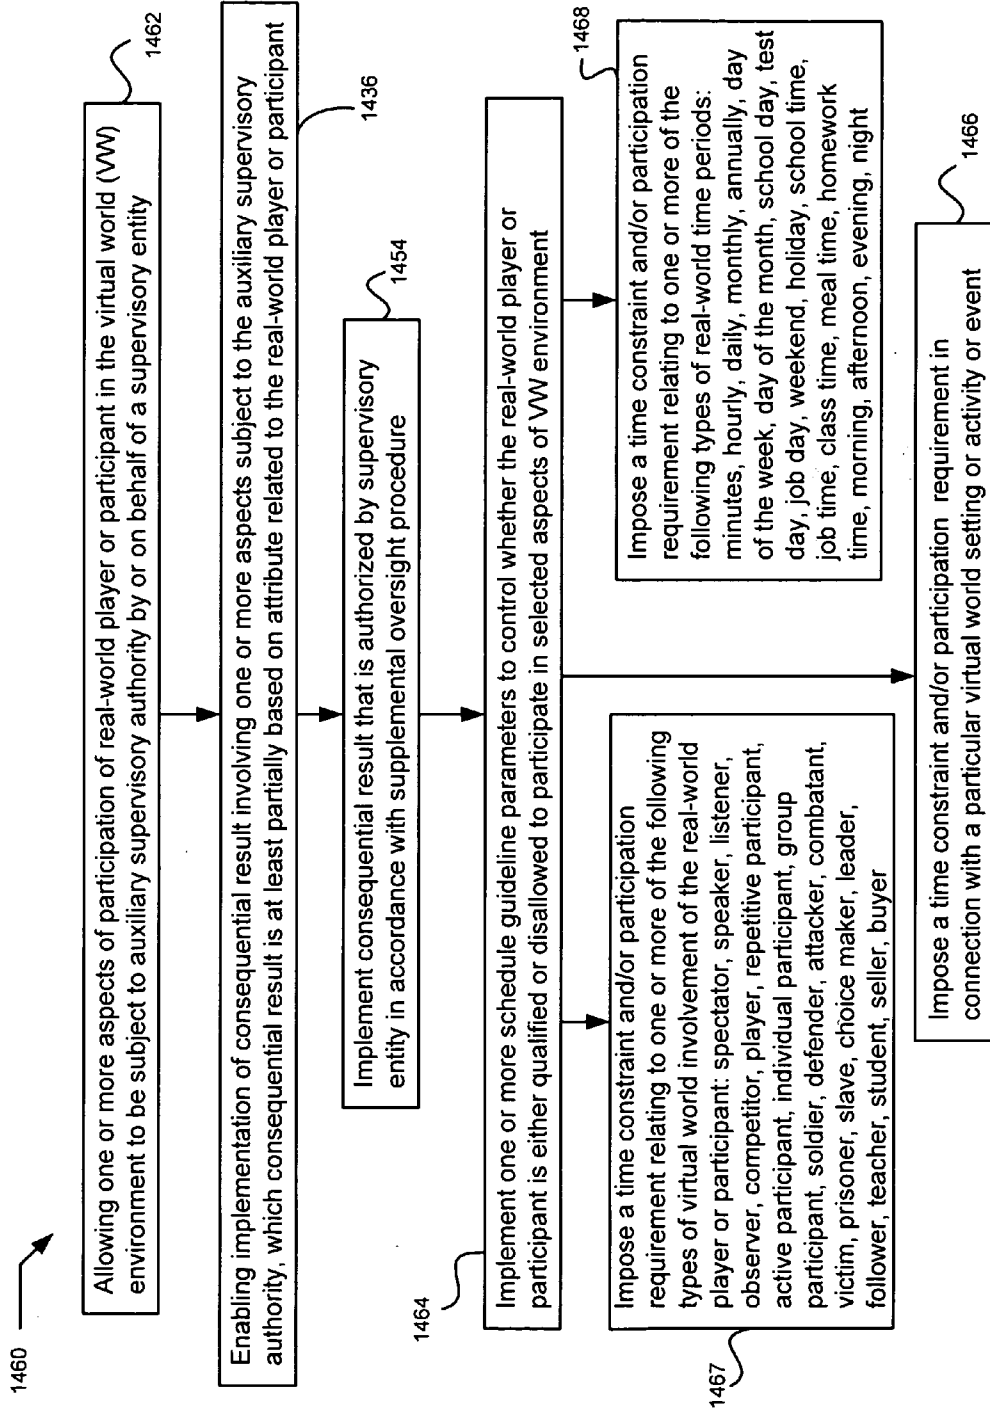 1460
1462
Allowing one or more aspects of participation of real-world player or participant in the virtual world (VW)
environment to be subject to auxiliary supervisory authority by or on behalf of a supervisory entity
Enabling implementation of consequential result involving one or more aspects subject to the auxiliary supervisory
authority, which consequential result is at least partially based on attribute related to the real-world player or participant
1436
1454
Implement consequential result that is authorized by supervisory
entity in accordance with supplemental oversight procedure
1464
Implement one or more schedule guideline parameters to control whether the real-world player or
participant is either qualified or disallowed to participate in selected aspects of VW environment
1467
Impose a time constraint and/or participation
requirement relating to one or more of the following
types of virtual world involvement of the real-world
player or participant: spectator, speaker, listener,
observer, competitor, player, repetitive participant,
active participant, individual participant, group
participant, soldier, defender, attacker, combatant,
victim, prisoner, slave, choice maker, leader,
follower, teacher, student, seller, buyer
1468
Impose a time constraint and/or participation
requirement relating to one or more of the
following types of real-world time periods:
minutes, hourly, daily, monthly, annually, day
of the week, day of the month, school day, test
day, job day, weekend, holiday, school time,
job time, class time, meal time, homework
time, morning, afternoon, evening, night
1466
Impose a time constraint and/or participation requirement in
connection with a particular virtual world setting or activity or event